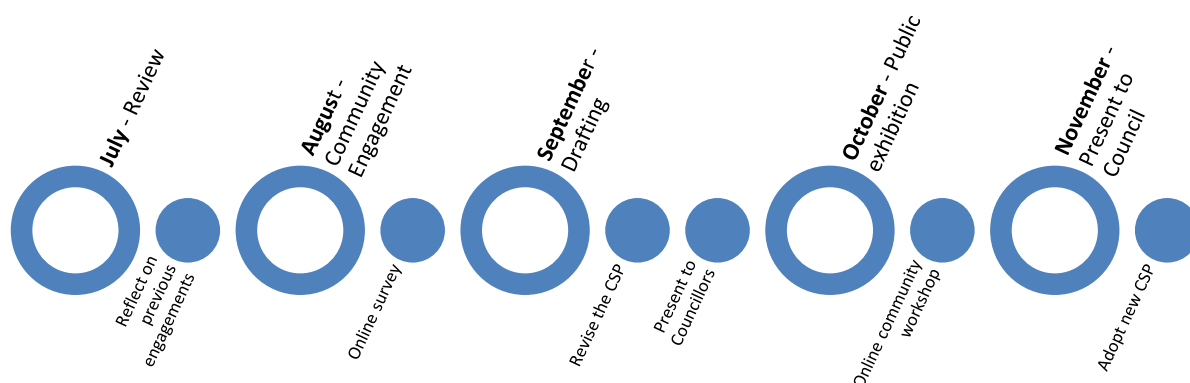 July - Review
Reflect on
previous
engagements
August -
Community
Engagement
Online survey
September -
Drafting
Revise the CSP
Present to
Councillors
October - Public
exhibition
Online community
workshop
November -
Present to
Council
Adopt new CSP